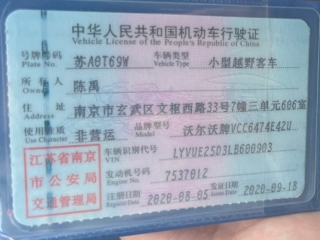 中华人民共和国机动车行驶证
Vehicle License of the People's Republic of China
号牌号码 苏A0T69W 车辆类型 小型越野客车
Plate No. Vehicle Type
所有人 陈禹
Owner
住址 南京市玄武区文枢西路33号7幢三单元606室
Address
使用性质 非营运 品牌型号 沃尔沃牌VCC6474E42U
Use Character Model
江苏省南京
市公安局
交通管理局
车辆识别代号 LYVUE25D3LB600903
VIN
发动机号码 7537012
Engine No.
注册日期 2020-08-05 发证日期 2020-09-18
Register Date Issue Date